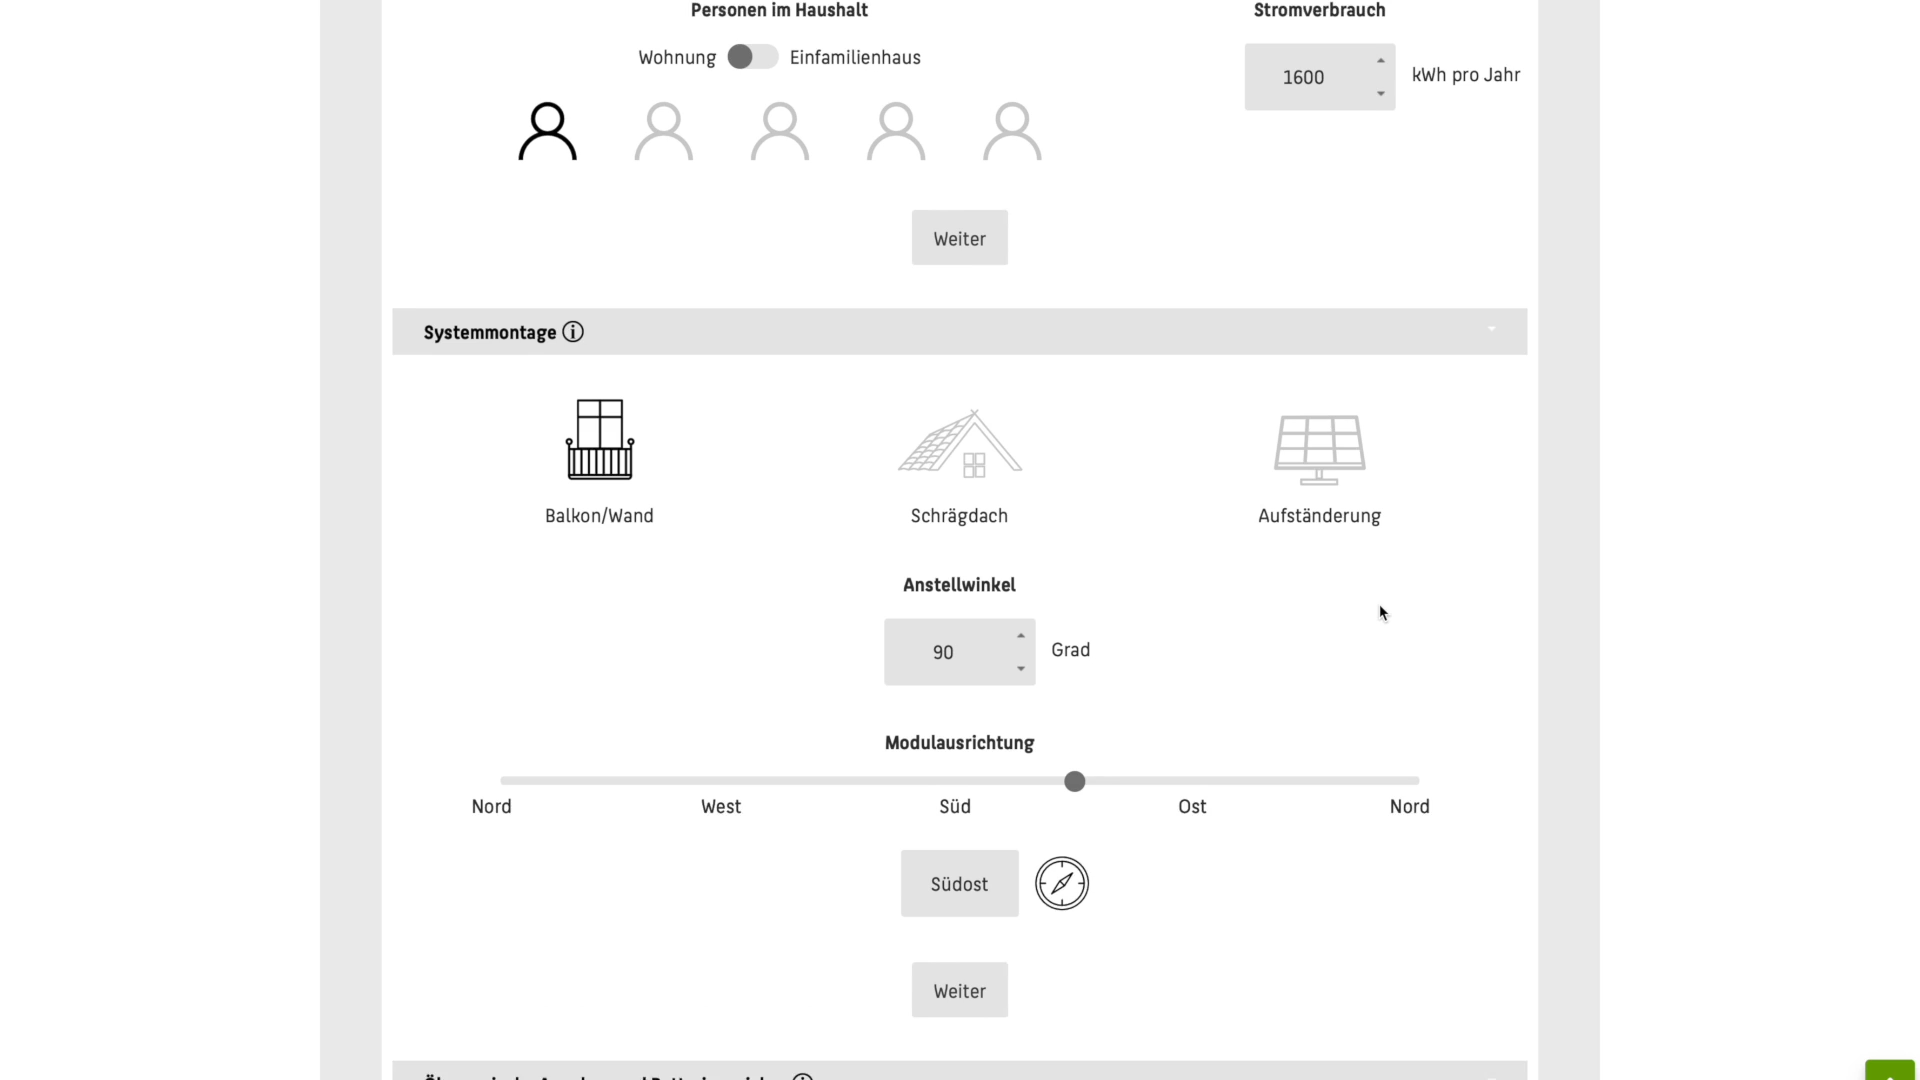 Personen im Haushalt
Stromverbrauch
Wohnung
Einfamilienhaus
1600
kWh pro Jahr
Weiter
Systemmontage
Balkon/Wand
Schrägdach
Aufständerung
Anstellwinkel
90
Grad
Modulausrichtung
Nord
West
Süd
Ost
Nord
Südost
Weiter